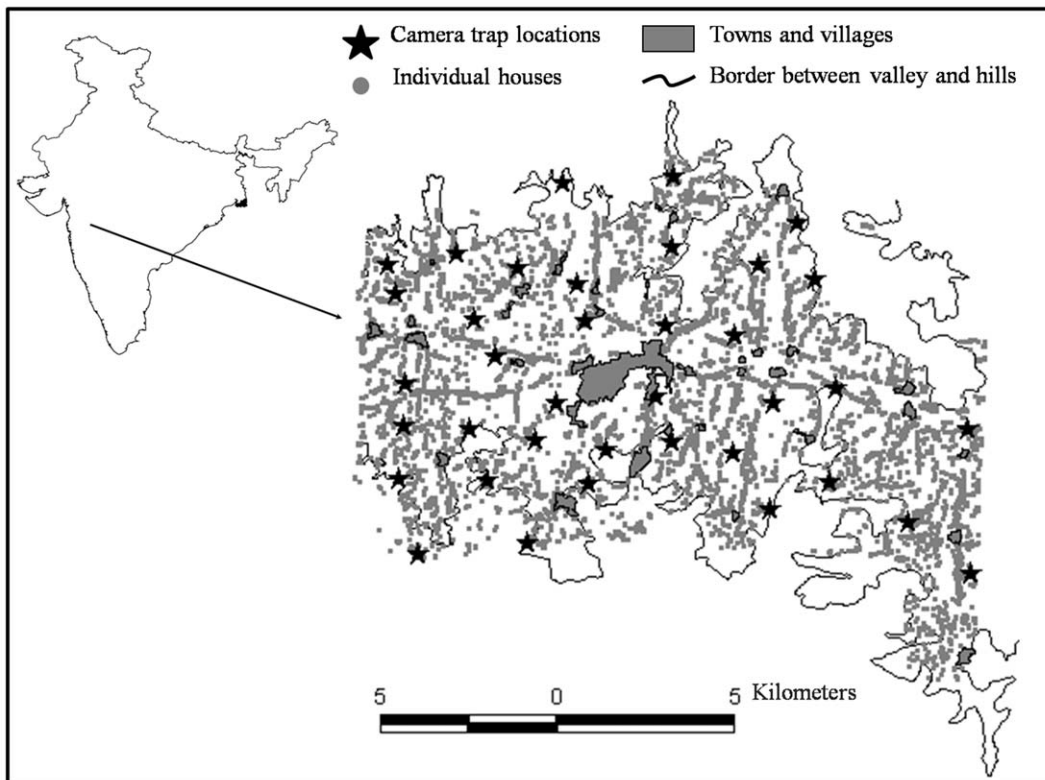 Camera trap locations
Towns and villages
Individual houses
Border between valley and hills
5 0 5 Kilometers